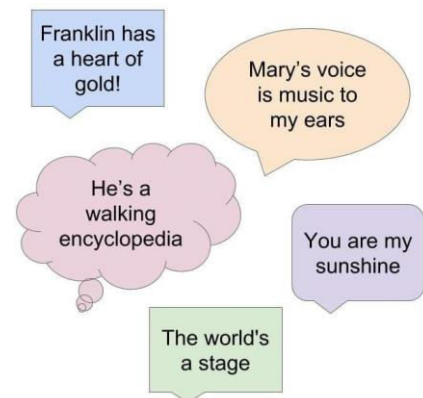 Franklin has
a heart of
gold!
Mary's voice
is music to
my ears
He's a
walking
encyclopedia
You are my
sunshine
The world's
a stage